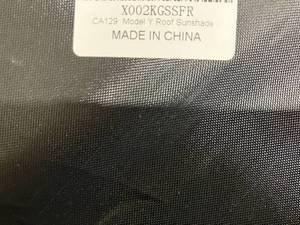 X002KGSSFR
CA129 Model Y Roof Sunshade
MADE IN CHINA